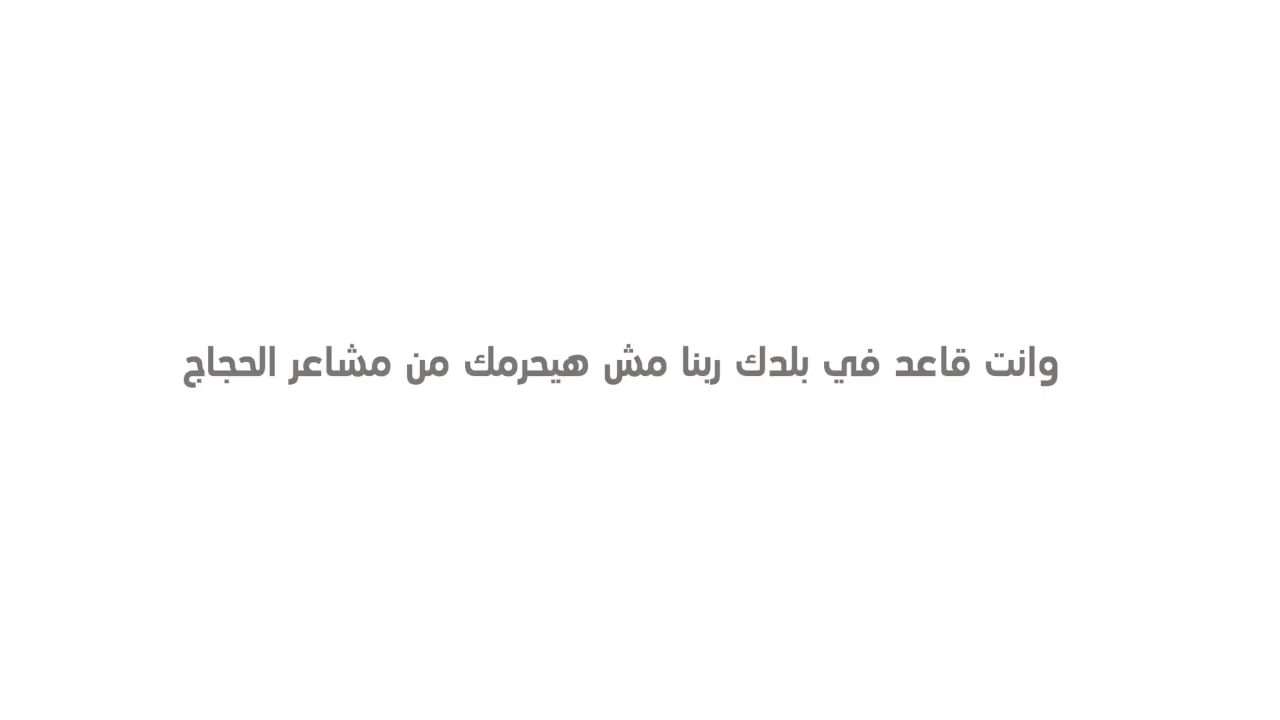 وانت قاعد في بلدك ربنا مش هيحرمك من مشاعر الحجاج